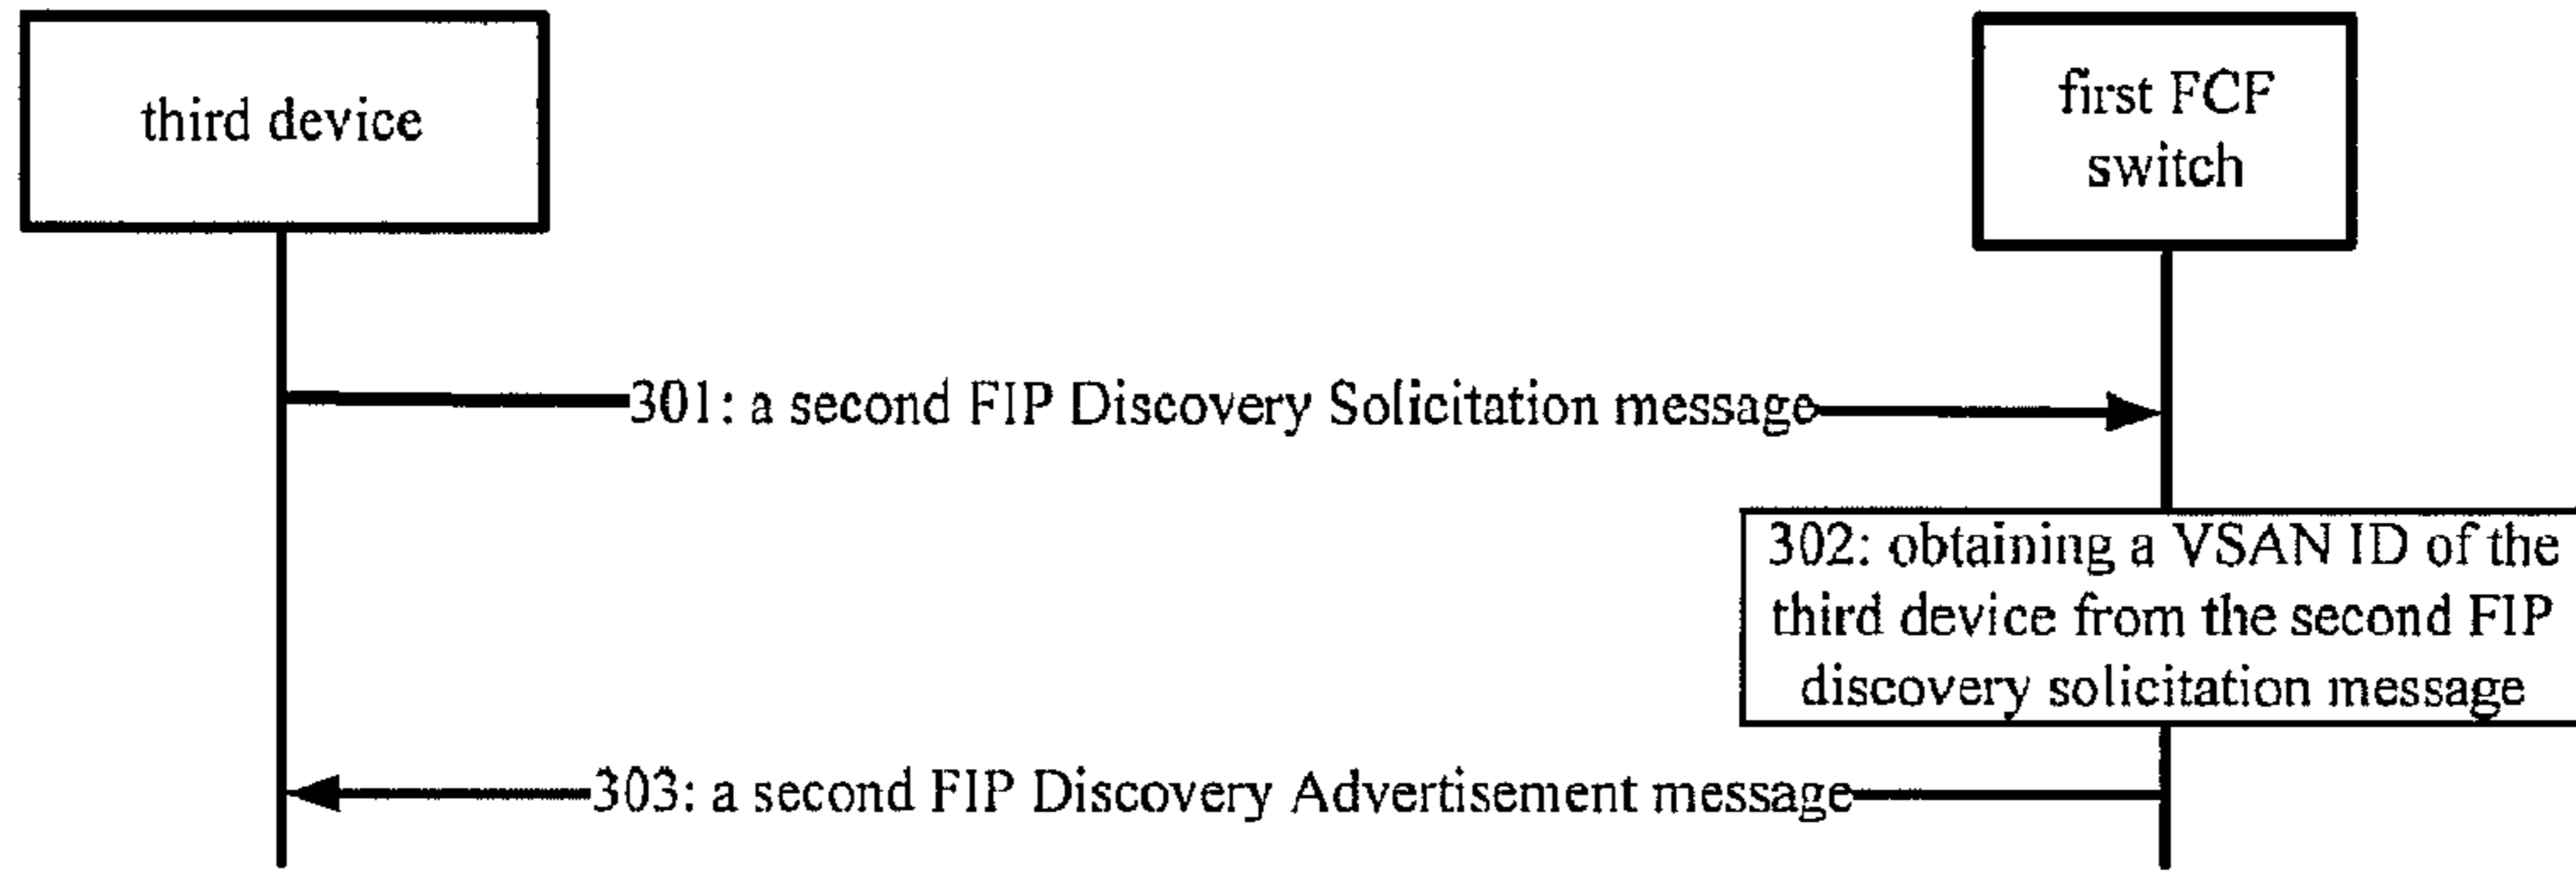 third device
first FCF
switch
301: a second FIP Discovery Solicitation message
302: obtaining a VSAN ID of the
third device from the second FIP
discovery solicitation message
303: a second FIP Discovery Advertisement message